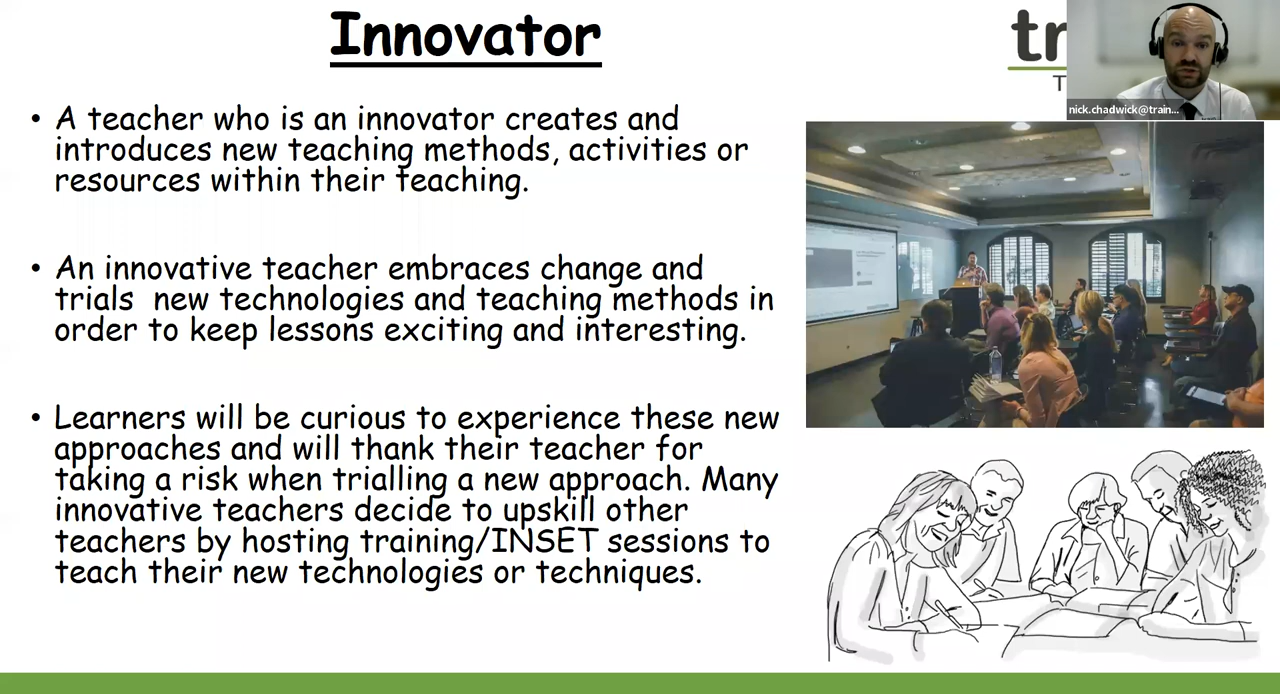 Innovator
tr
T
nick.chadwick@train...
• A teacher who is an innovator creates and
introduces new teaching methods, activities or
resources within their teaching.
• An innovative teacher embraces change and
trials  new technologies and teaching methods in
order to keep lessons exciting and interesting.
• Learners will be curious to experience these new
approaches and will thank their teacher for
taking a risk when trialling a new approach. Many
innovative teachers decide to upskill other
teachers by hosting training/INSET sessions to
teach their new technologies or techniques.